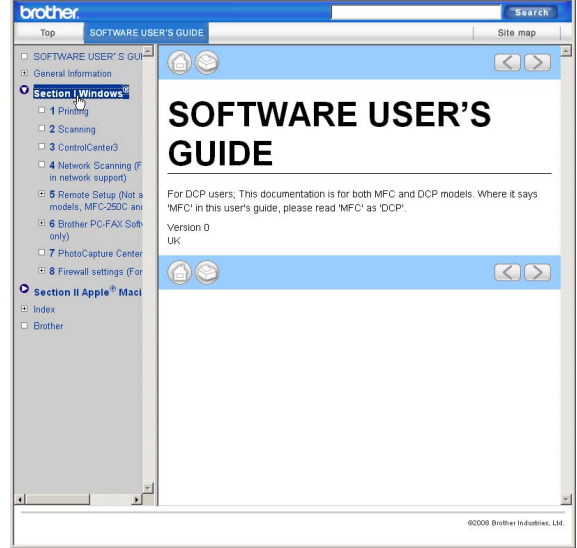 brother
Search
Top
SOFTWARE USER'S GUIDE
Site map
SOFTWARE USER'S GUI
General Information
Section I Windows®
1 Printing
2 Scanning
3 ControlCenter3
4 Network Scanning (F
in network support)
5 Remote Setup (Not a
models, MFC-250C and
6 Brother PC-FAX Soft
only)
7 PhotoCapture Center
8 Firewall settings (For
Section II Apple® Maci
Index
Brother
SOFTWARE USER'S
GUIDE
For DCP users; This documentation is for both MFC and DCP models. Where it says
'MFC' in this user's guide, please read 'MFC' as 'DCP'.
Version 0
UK
©2008 Brother Industries, Ltd.